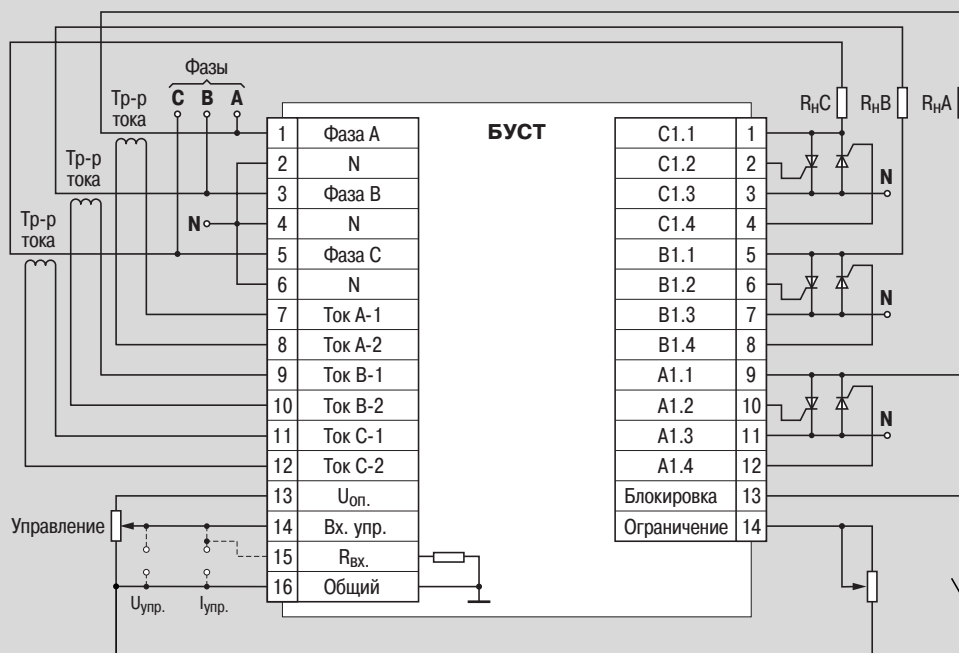 Фазы
C B A
Тр-р
тока
Тр-р
тока
Тр-р
тока
N
БУСТ
1 Фаза A
2 N
3 Фаза B
4 N
5 Фаза C
6 N
7 Ток A-1
8 Ток A-2
9 Ток B-1
10 Ток B-2
11 Ток C-1
12 Ток C-2
13 Uоп.
14 Вх. упр.
15 Rвх.
16 Общий
Управление
Uупр.
Iупр.
C1.1 1
C1.2 2
C1.3 3
C1.4 4
B1.1 5
B1.2 6
B1.3 7
B1.4 8
A1.1 9
A1.2 10
A1.3 11
A1.4 12
Блокировка 13
Ограничение 14
RнC
RнB
RнA
N
N
N